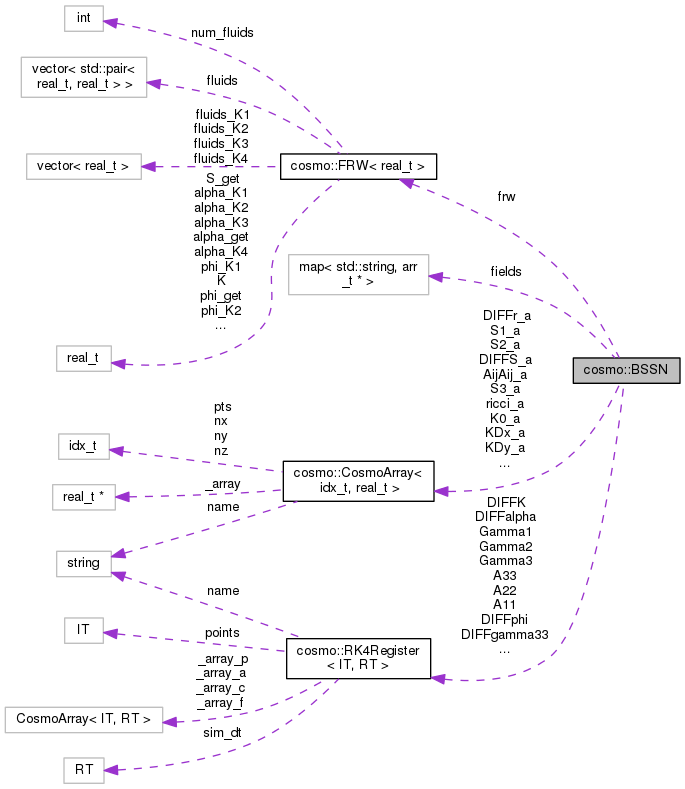 int
num_fluids
vector< std::pair<
real_t, real_t > >
fluids
fluids_K1
fluids_K2
fluids_K3
fluids_K4
vector< real_t >
cosmo::FRW< real_t >
S_get
alpha_K1
alpha_K2
alpha_K3
alpha_get
alpha_K4
phi_K1
K
phi_get
phi_K2
...
frw
map< std::string, arr
_t * >
fields
real_t
DIFFr_a
S1_a
S2_a
DIFFS_a
AijAij_a
S3_a
ricci_a
K0_a
KDx_a
KDy_a
...
cosmo::BSSN
pts
nx
ny
nz
idx_t
cosmo::CosmoArray<
idx_t, real_t >
_array
real_t *
name
string
DIFFK
DIFFalpha
Gamma1
Gamma2
Gamma3
A33
A22
A11
DIFFphi
DIFFgamma33
...
name
IT
points
cosmo::RK4Register
< IT, RT >
_array_p
_array_a
_array_c
_array_f
CosmoArray< IT, RT >
sim_dt
RT